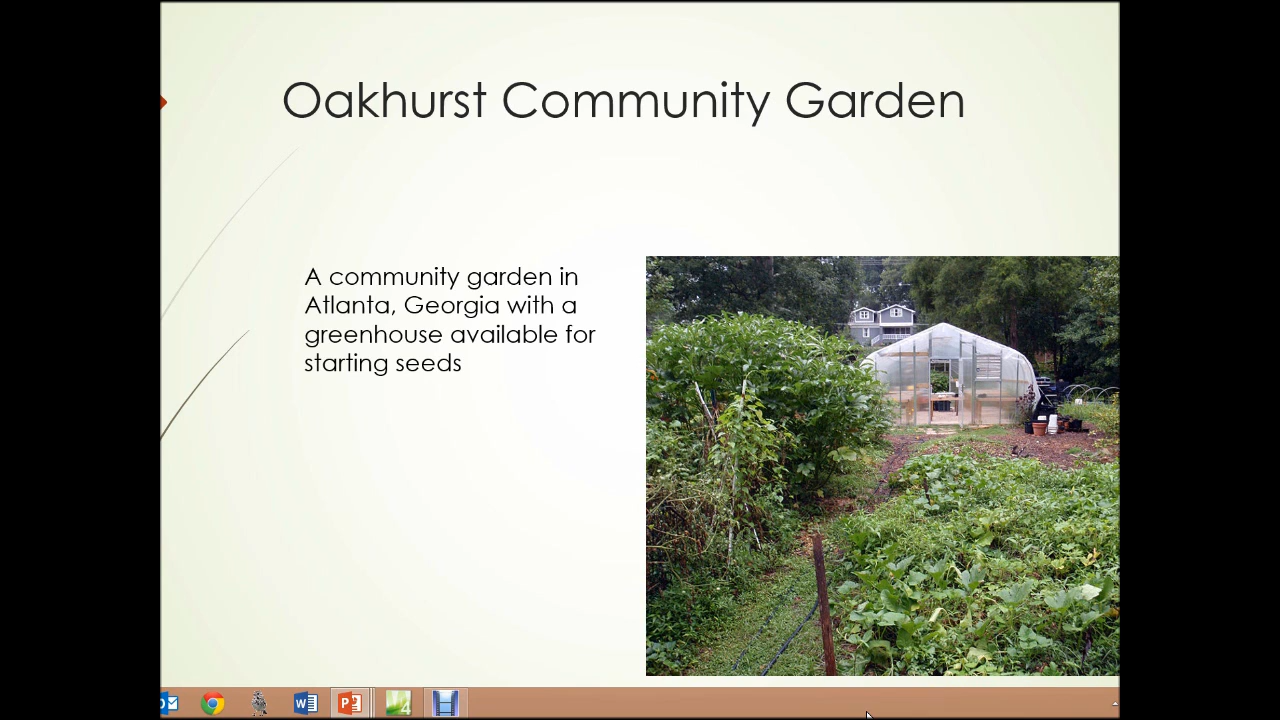 Oakhurst Community Garden
A community garden in
Atlanta, Georgia with a
greenhouse available for
starting seeds